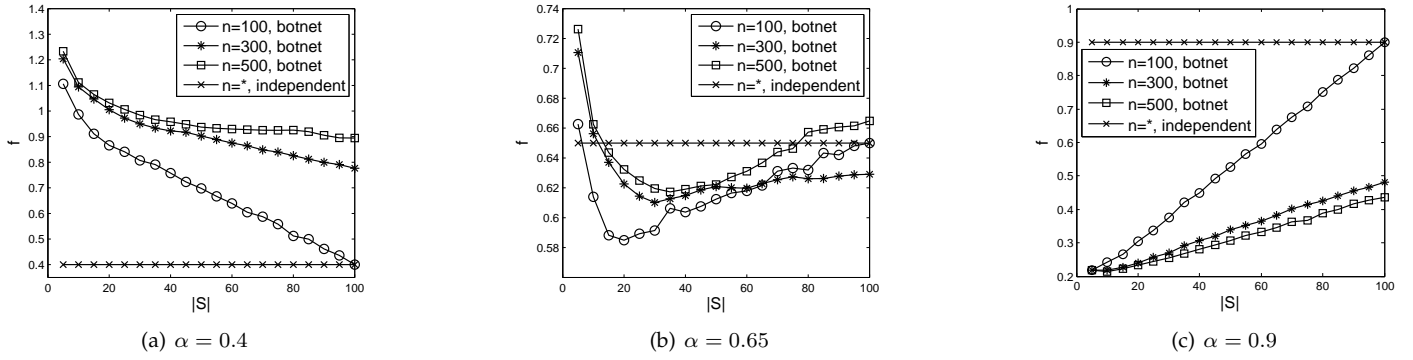 1.4
1.3
1.2
1.1
1
0.9
0.8
0.7
0.6
0.5
0.4
f
0 20 40 60 80 100
|S|
n=100, botnet
n=300, botnet
n=500, botnet
n=*, independent
(a) α = 0.4
0.74
0.72
0.7
0.68
0.66
0.64
0.62
0.6
0.58
f
0 20 40 60 80 100
|S|
n=100, botnet
n=300, botnet
n=500, botnet
n=*, independent
(b) α = 0.65
1
0.9
0.8
0.7
0.6
0.5
0.4
0.3
0.2
f
0 20 40 60 80 100
|S|
n=100, botnet
n=300, botnet
n=500, botnet
n=*, independent
(c) α = 0.9